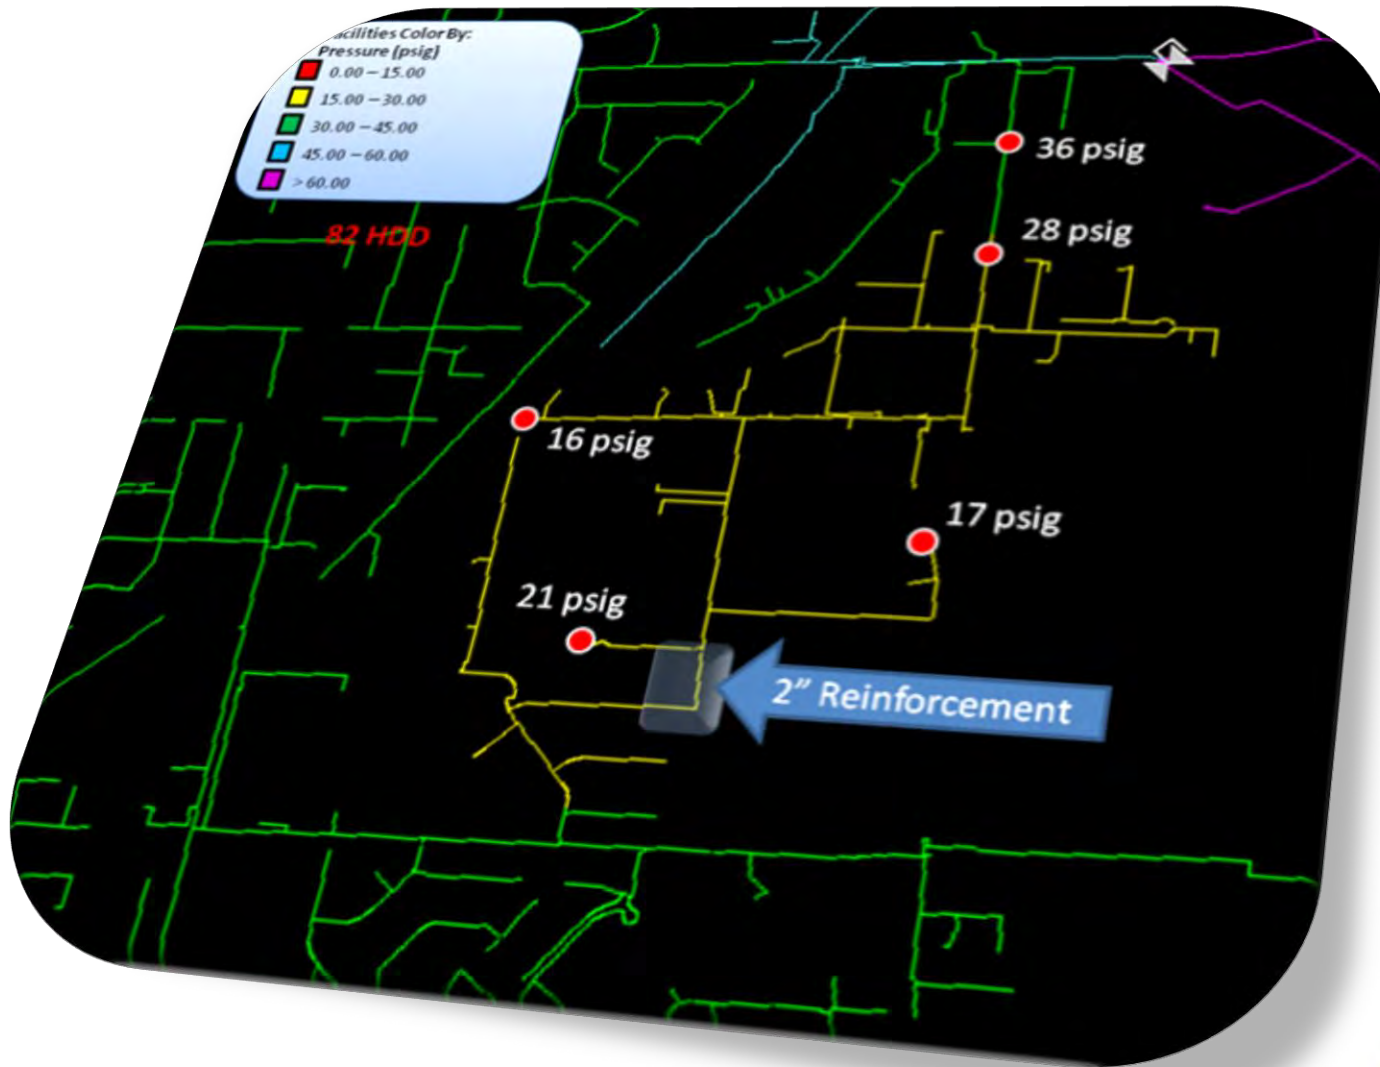 acilities Color By:
Pressure (psig)
0.00 – 15.00
15.00 – 30.00
30.00 – 45.00
45.00 – 60.00
> 60.00
82 HDD
36 psig
28 psig
16 psig
17 psig
21 psig
2” Reinforcement